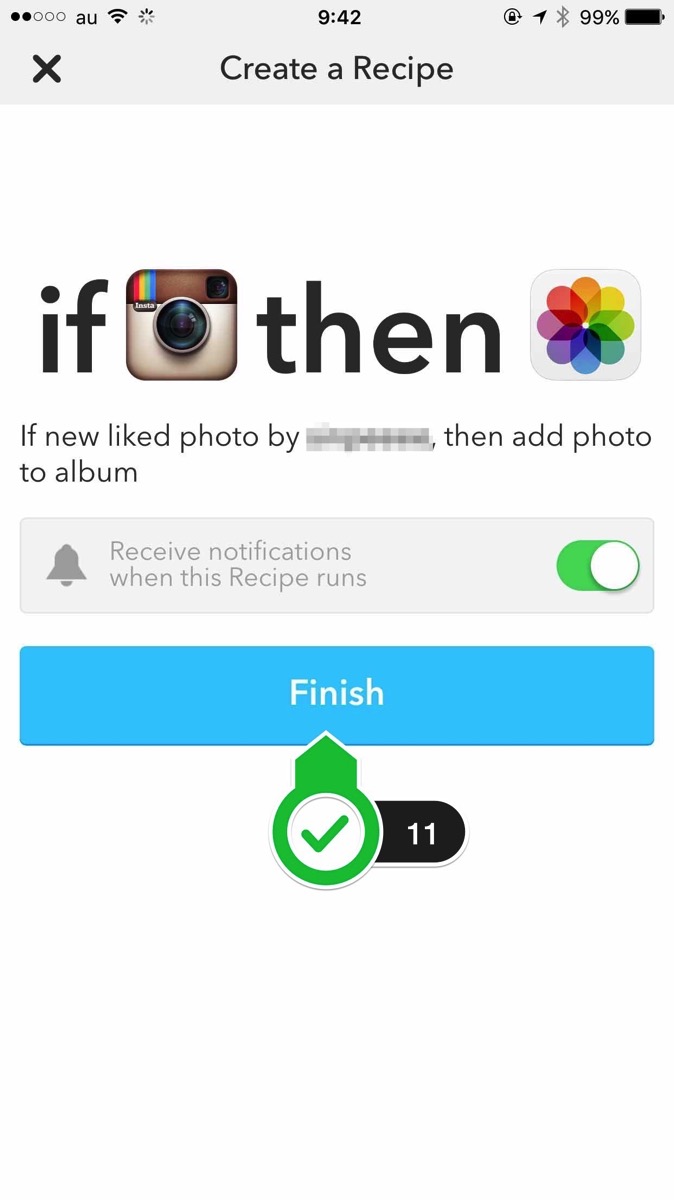 au 9:42 99%
Create a Recipe
if Insta then
If new liked photo by , then add photo
to album
Receive notifications
when this Recipe runs
Finish
11